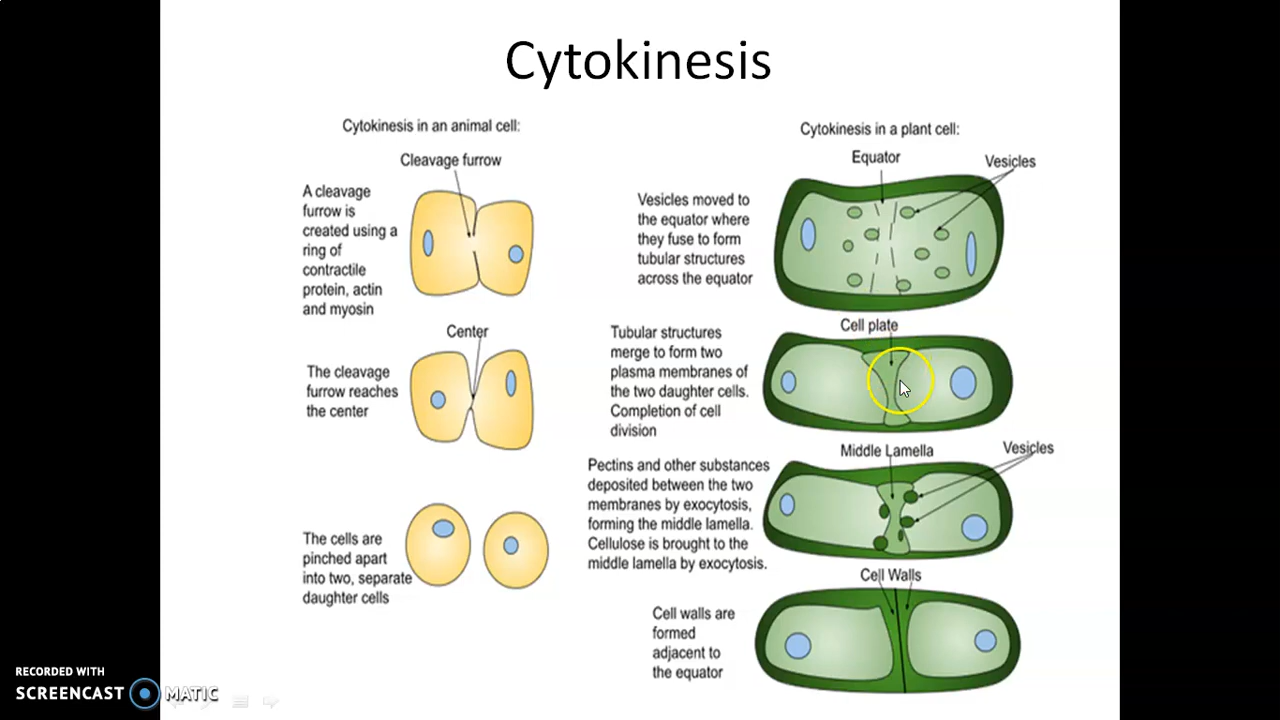 Cytokinesis
Cytokinesis in an animal cell:
Cleavage furrow
A cleavage
furrow is
created using a
ring of
contractile
protein, actin
and myosin
Center
The cleavage
furrow reaches
the center
The cells are
pinched apart
into two, separate
daughter cells
Cytokinesis in a plant cell:
Equator
Vesicles
Vesicles moved to
the equator where
they fuse to form
tubular structures
across the equator
Cell plate
Tubular structures
merge to form two
plasma membranes of
the two daughter cells.
Completion of cell
division
Middle Lamella
Vesicles
Pectins and other substances
deposited between the two
membranes by exocytosis,
forming the middle lamella.
Cellulose is brought to the
middle lamella by exocytosis.
Cell Walls
Cell walls are
formed
adjacent to
the equator
RECORDED WITH
SCREENCAST MATIC